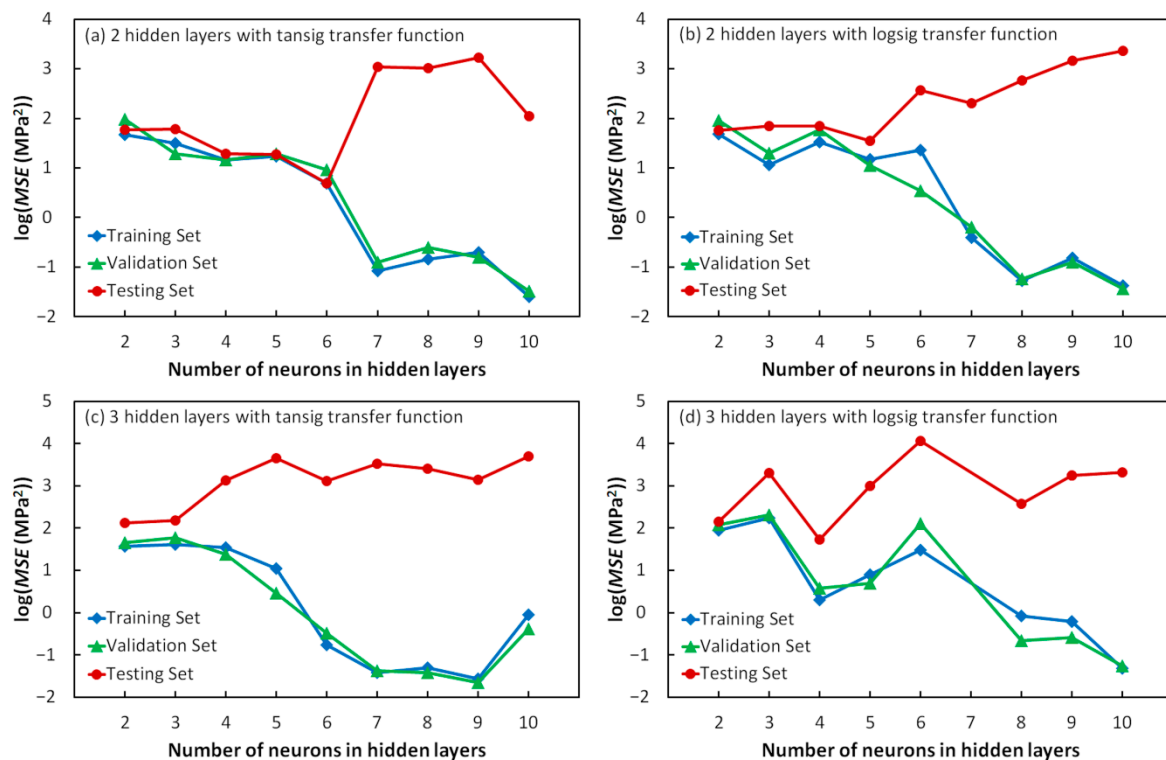 (a) 2 hidden layers with tansig transfer function
log(MSE (MPa²))
4
3
2
1
0
−1
−2
Training Set
Validation Set
Testing Set
2 3 4 5 6 7 8 9 10
Number of neurons in hidden layers
(b) 2 hidden layers with logsig transfer function
log(MSE (MPa²))
4
3
2
1
0
−1
−2
Training Set
Validation Set
Testing Set
2 3 4 5 6 7 8 9 10
Number of neurons in hidden layers
(c) 3 hidden layers with tansig transfer function
log(MSE (MPa²))
5
4
3
2
1
0
−1
−2
Training Set
Validation Set
Testing Set
2 3 4 5 6 7 8 9 10
Number of neurons in hidden layers
(d) 3 hidden layers with logsig transfer function
log(MSE (MPa²))
5
4
3
2
1
0
−1
−2
Training Set
Validation Set
Testing Set
2 3 4 5 6 7 8 9 10
Number of neurons in hidden layers